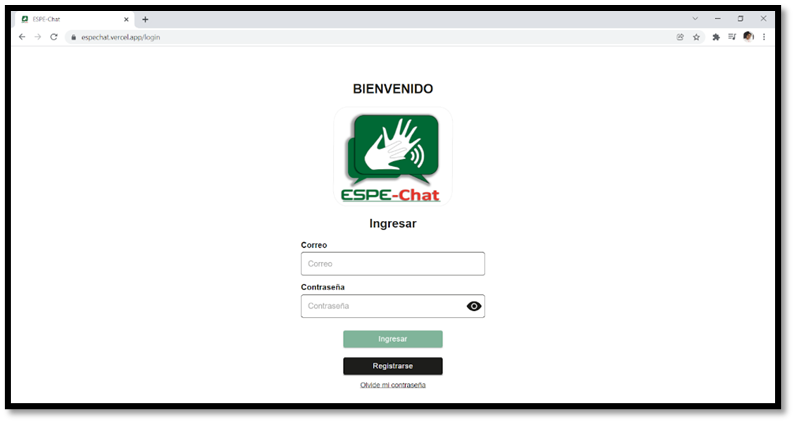 ESPE-Chat
espechat.vercel.app/login
BIENVENIDO
ESPE-Chat
Ingresar
Correo
Correo
Contraseña
Contraseña
Ingresar
Registrarse
Olvide mi contraseña